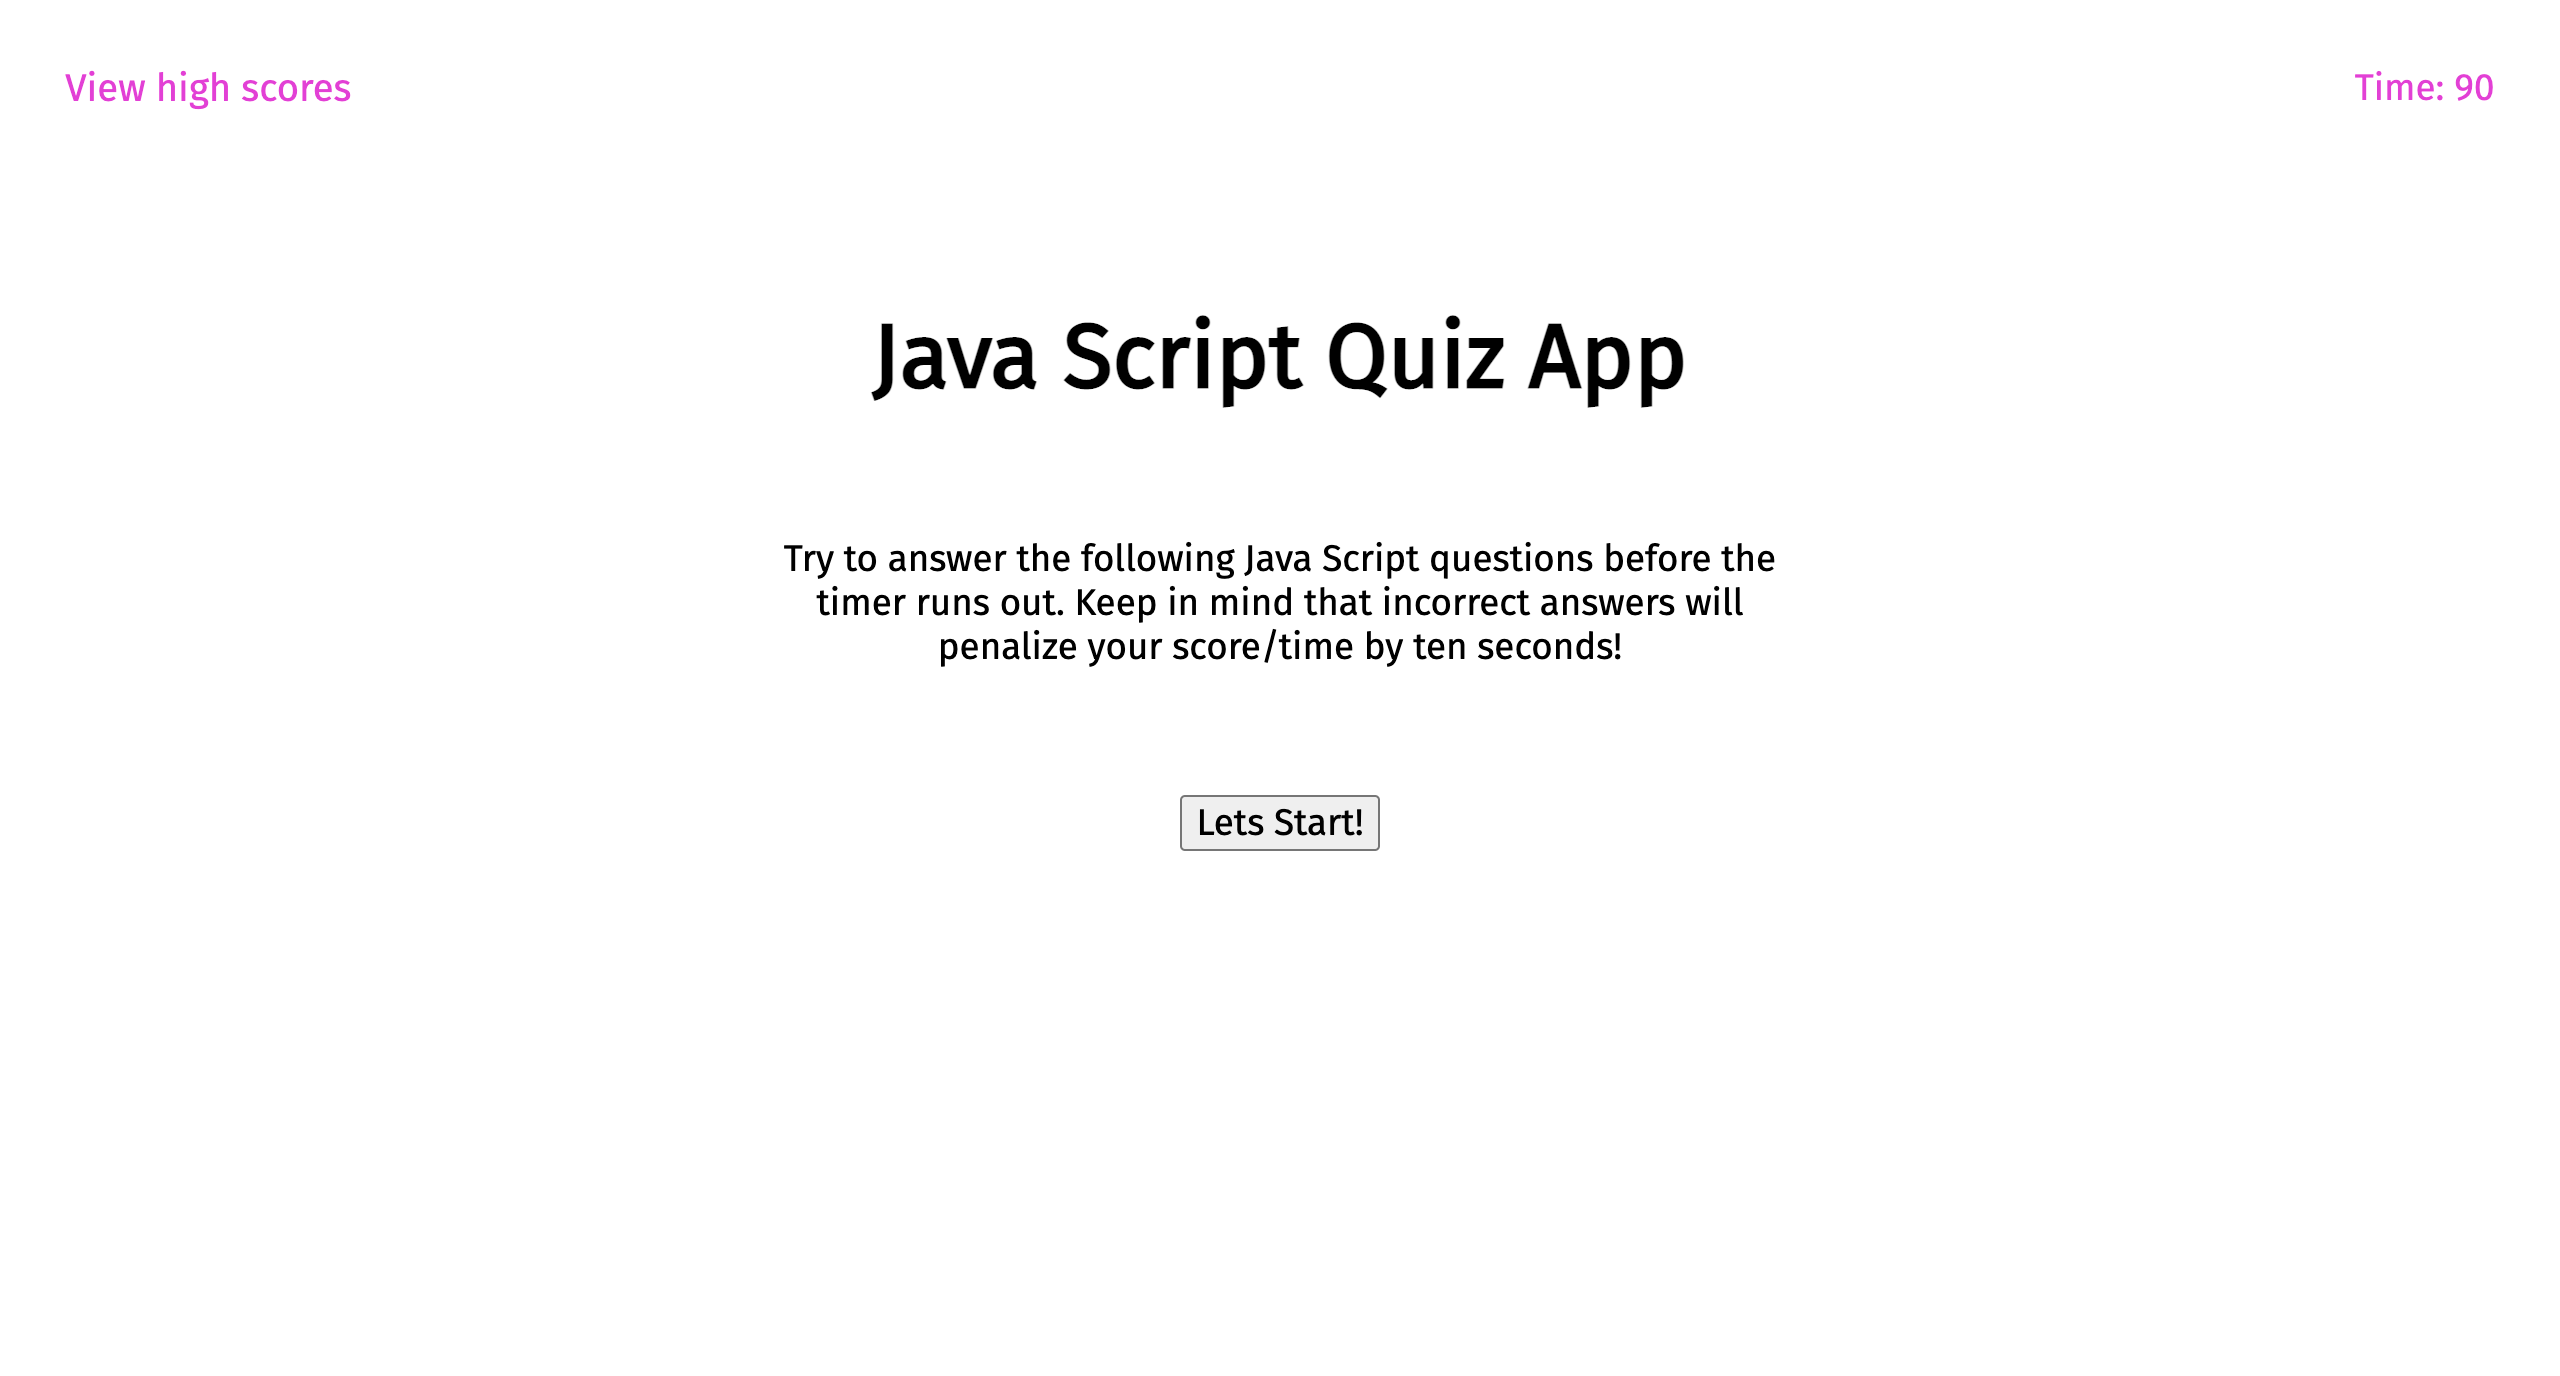 View high scores
Time: 90
Java Script Quiz App
Try to answer the following Java Script questions before the
timer runs out. Keep in mind that incorrect answers will
penalize your score/time by ten seconds!
Lets Start!